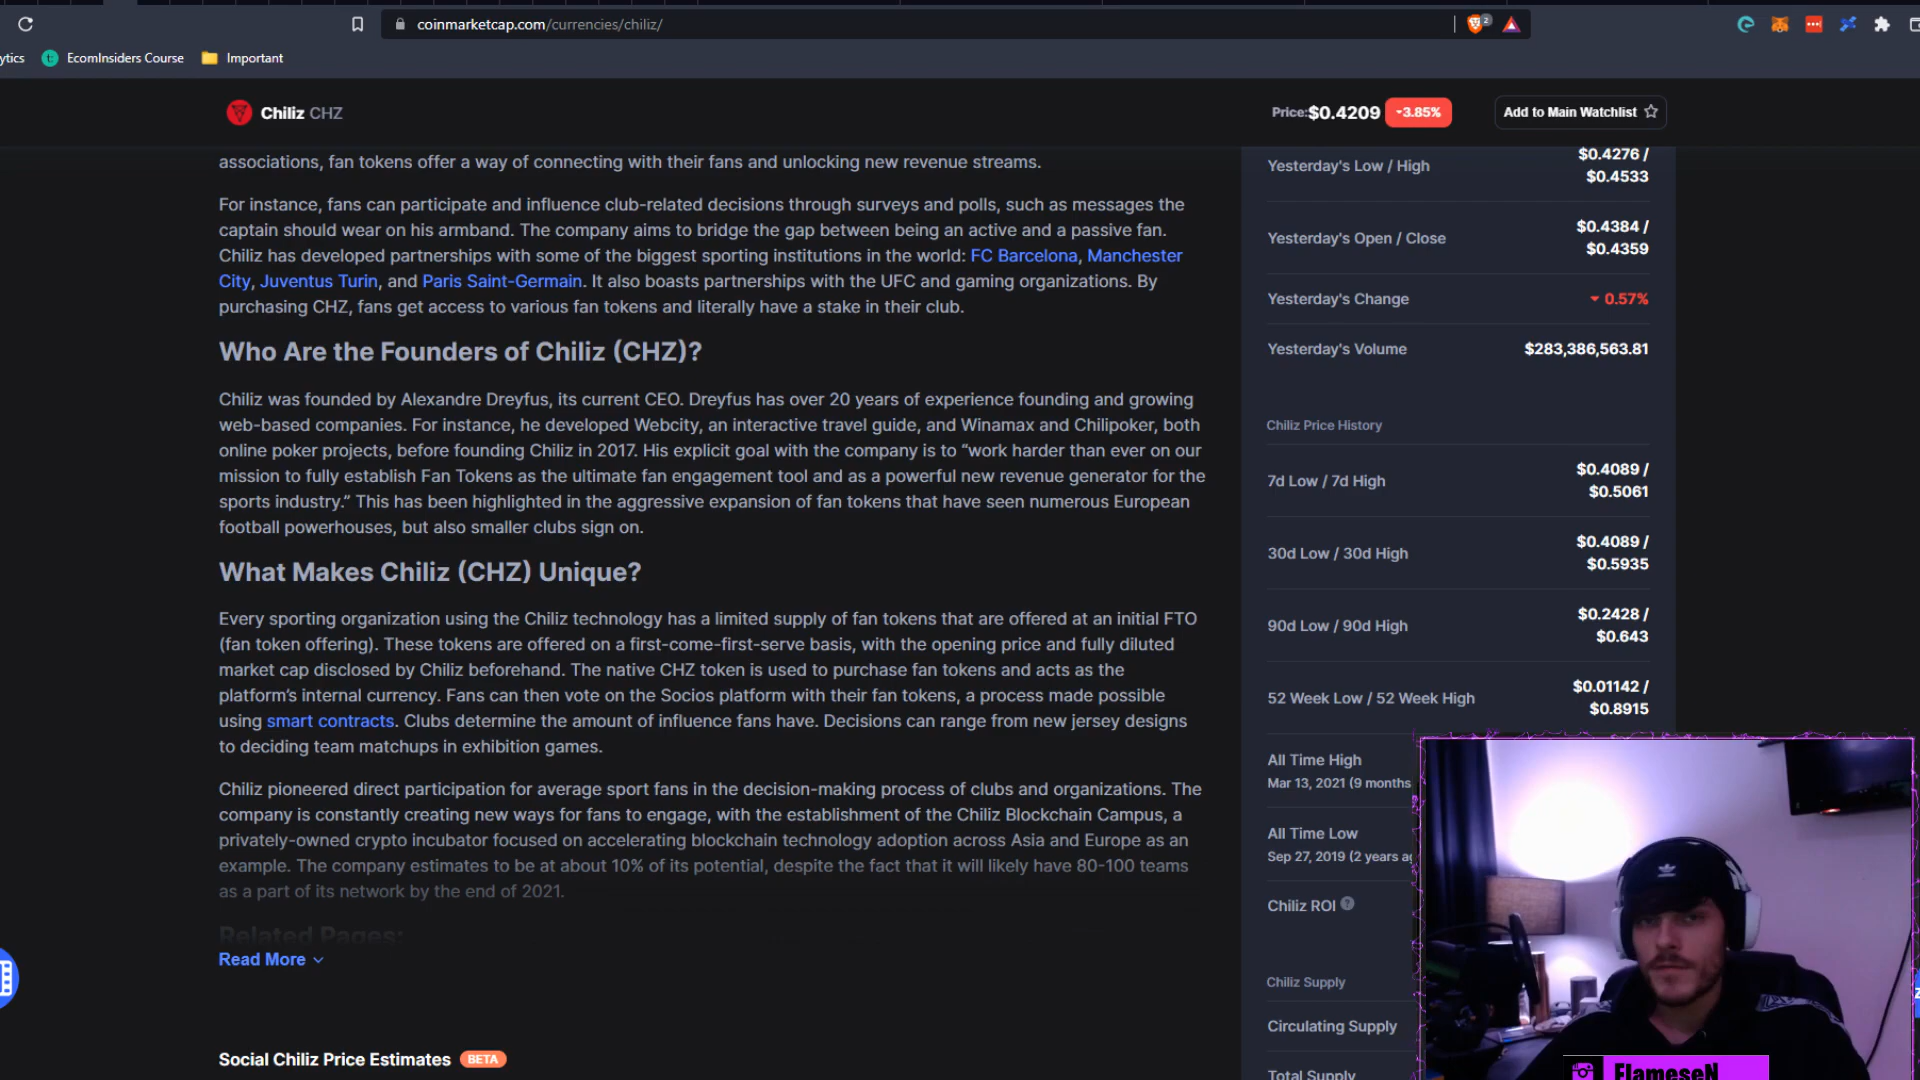 coinmarketcap.com/currencies/chiliz/
2
ytics
EcomInsiders Course
Important
Chiliz CHZ
Price: $0.4209
3.85%
Add to Main Watchlist
associations, fan tokens offer a way of connecting with their fans and unlocking new revenue streams.
For instance, fans can participate and influence club-related decisions through surveys and polls, such as messages the
captain should wear on his armband. The company aims to bridge the gap between being an active and a passive fan.
Chiliz has developed partnerships with some of the biggest sporting institutions in the world: FC Barcelona, Manchester
City, Juventus Turin, and Paris Saint-Germain. It also boasts partnerships with the UFC and gaming organizations. By
purchasing CHZ, fans get access to various fan tokens and literally have a stake in their club.
Who Are the Founders of Chiliz (CHZ)?
Chiliz was founded by Alexandre Dreyfus, its current CEO. Dreyfus has over 20 years of experience founding and growing
web-based companies. For instance, he developed Webcity, an interactive travel guide, and Winamax and Chilipoker, both
online poker projects, before founding Chiliz in 2017. His explicit goal with the company is to “work harder than ever on our
mission to fully establish Fan Tokens as the ultimate fan engagement tool and as a powerful new revenue generator for the
sports industry.” This has been highlighted in the aggressive expansion of fan tokens that have seen numerous European
football powerhouses, but also smaller clubs sign on.
What Makes Chiliz (CHZ) Unique?
Every sporting organization using the Chiliz technology has a limited supply of fan tokens that are offered at an initial FTO
(fan token offering). These tokens are offered on a first-come-first-serve basis, with the opening price and fully diluted
market cap disclosed by Chiliz beforehand. The native CHZ token is used to purchase fan tokens and acts as the
platform’s internal currency. Fans can then vote on the Socios platform with their fan tokens, a process made possible
using smart contracts. Clubs determine the amount of influence fans have. Decisions can range from new jersey designs
to deciding team matchups in exhibition games.
Chiliz pioneered direct participation for average sport fans in the decision-making process of clubs and organizations. The
company is constantly creating new ways for fans to engage, with the establishment of the Chiliz Blockchain Campus, a
privately-owned crypto incubator focused on accelerating blockchain technology adoption across Asia and Europe as an
example. The company estimates to be at about 10% of its potential, despite the fact that it will likely have 80-100 teams
as a part of its network by the end of 2021.
Related Pages:
Read More
Social Chiliz Price Estimates BETA
Yesterday's Low / High
$0.4276 /
$0.4533
Yesterday's Open / Close
$0.4384 /
$0.4359
Yesterday's Change
0.57%
Yesterday's Volume
$283,386,563.81
Chiliz Price History
7d Low / 7d High
$0.4089 /
$0.5061
30d Low / 30d High
$0.4089 /
$0.5935
90d Low / 90d High
$0.2428 /
$0.643
52 Week Low / 52 Week High
$0.01142 /
$0.8915
All Time High
Mar 13, 2021 (9 months
All Time Low
Sep 27, 2019 (2 years ag
Chiliz ROI ?
Chiliz Supply
Circulating Supply
Total Supply
FlameseN